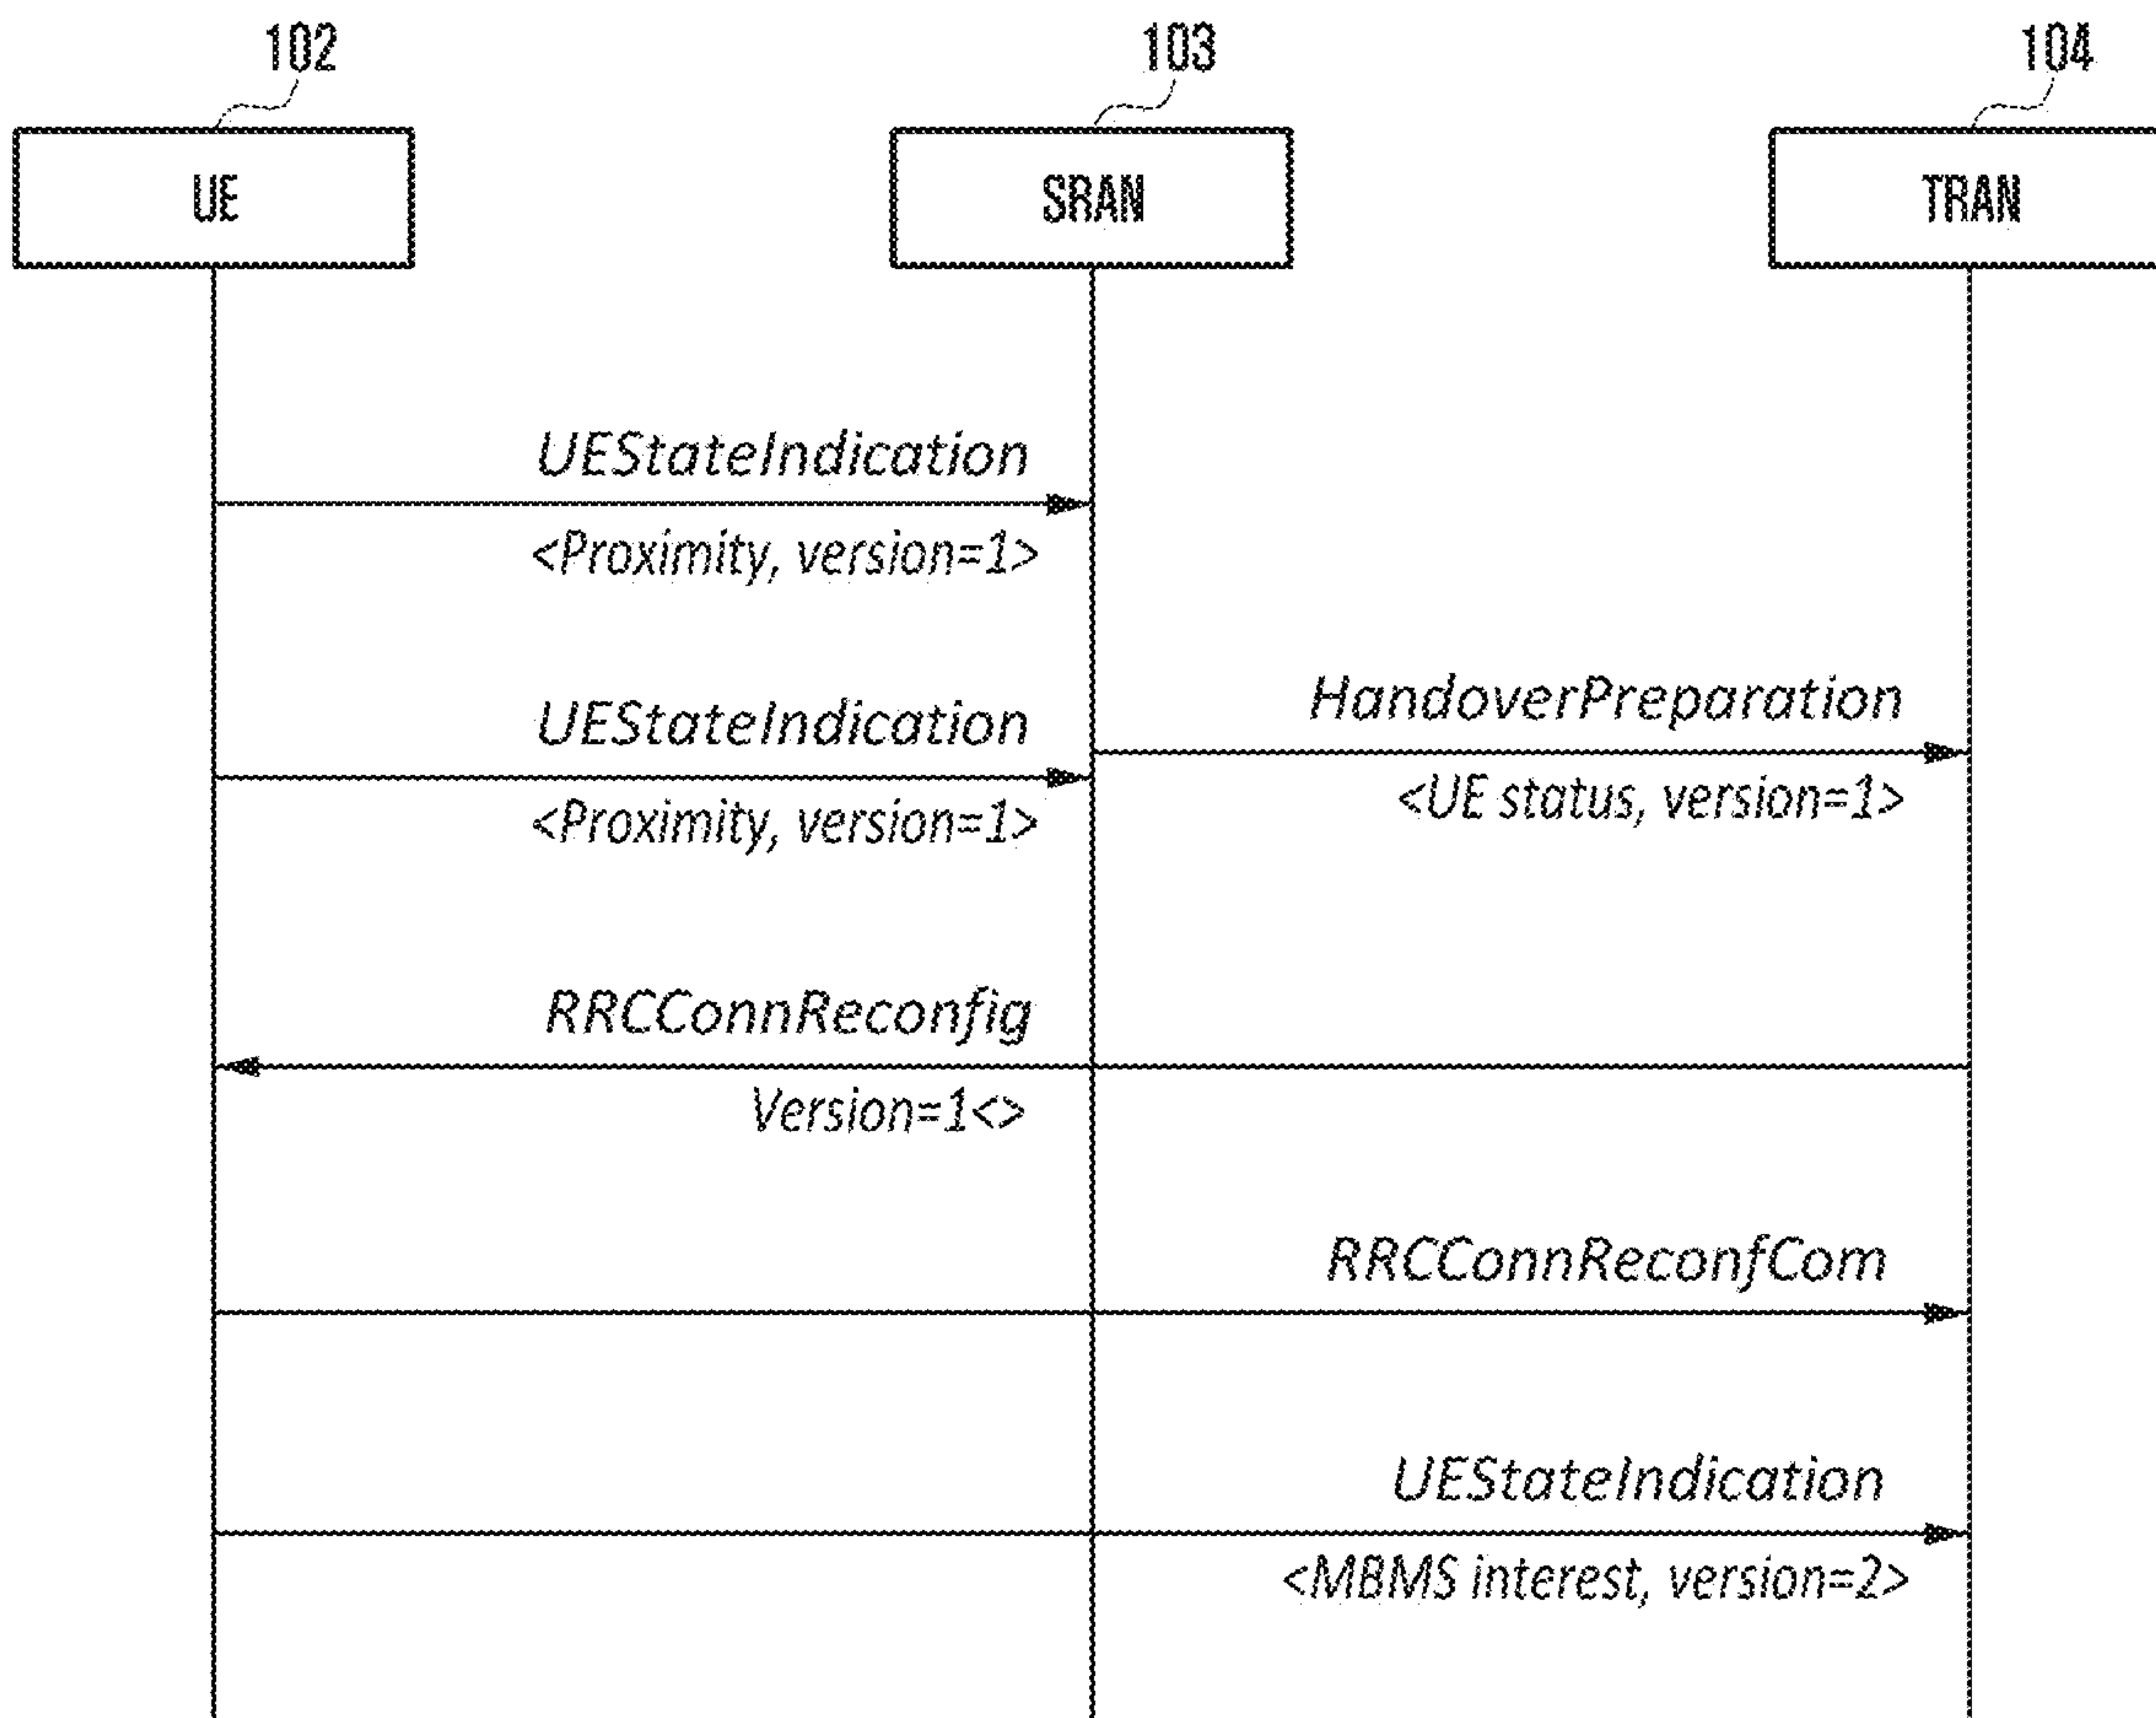 102
103
104
UE
SRAN
TRAN
UEStateIndication
<Proximity, version=1>
HandoverPreparation
UEStateIndication
<UE status, version=1>
<Proximity, version=1>
RRCConnReconfig
Version=1<>
RRCConnReconfCom
UEStateIndication
<MBMS interest, version=2>